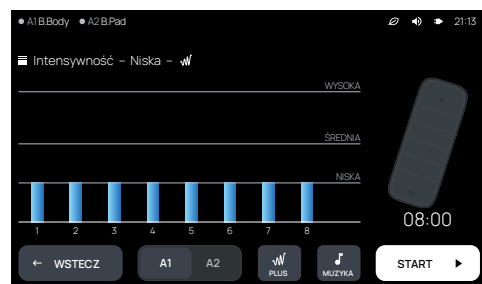 A1 B.Body A2 B.Pad 21:13
Intensywność – Niska –
WYSOKA
ŚREDNIA
NISKA
1 2 3 4 5 6 7 8
08:00
← WSTECZ A1 A2 PLUS MUZYKA START